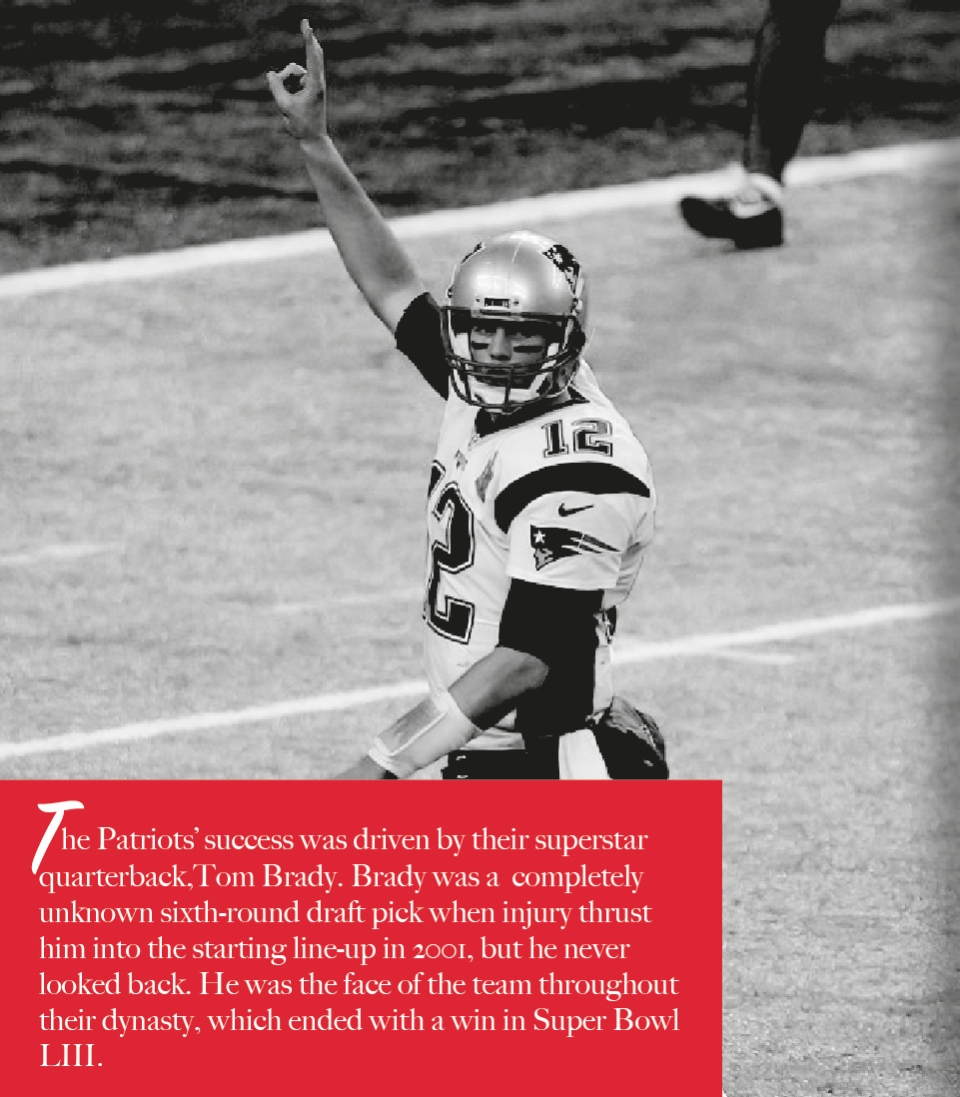 12
12
The Patriots' success was driven by their superstar
quarterback,Tom Brady. Brady was a completely
unknown sixth-round draft pick when injury thrust
him into the starting line-up in 2001, but he never
looked back. He was the face of the team throughout
their dynasty, which ended with a win in Super Bowl
LIII.